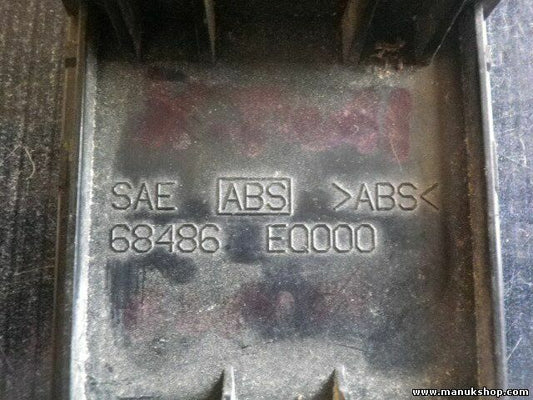 SAE ABS >ABS<
68486 EQ000
www.manukshop.com